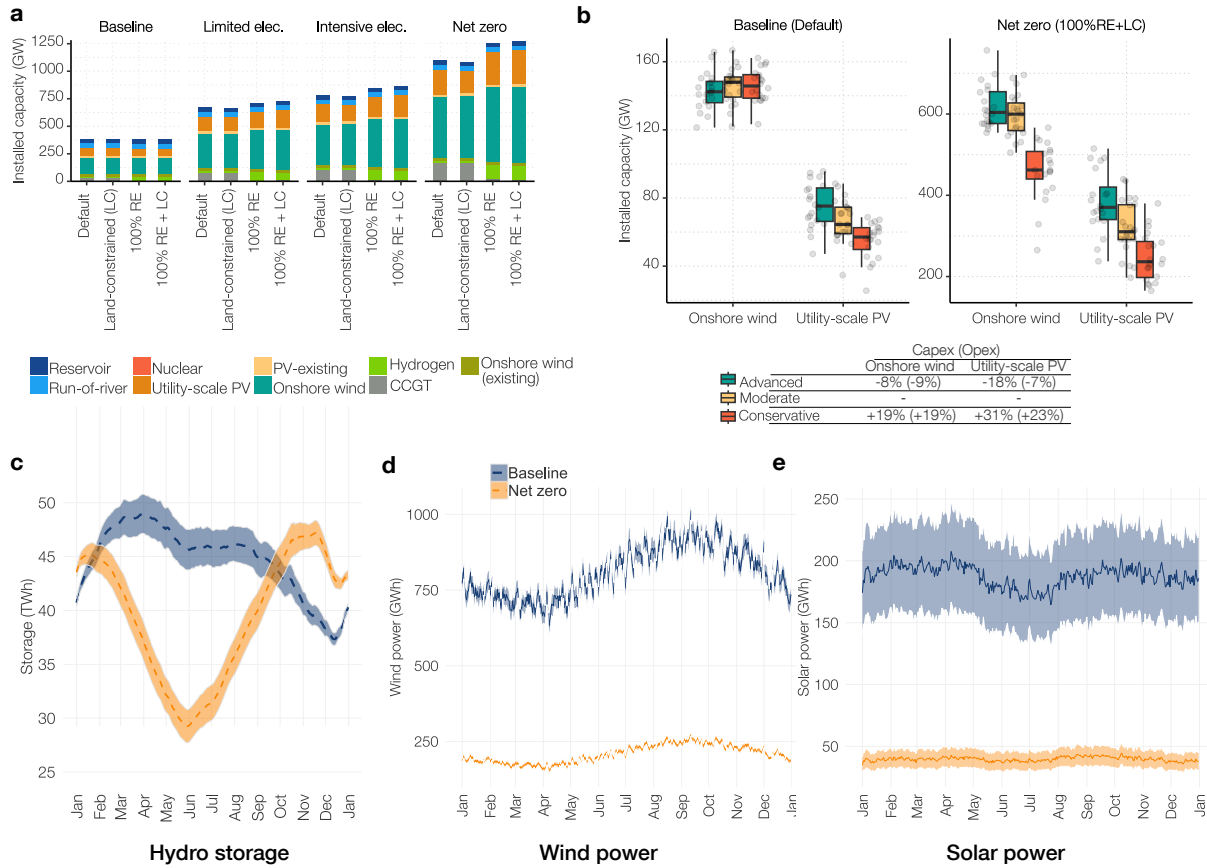 a
Baseline
Limited elec.
Intensive elec.
Net zero
Installed capacity (GW)
1250
1000
750
500
250
0
Default
Land-constrained (LC)
100% RE
100% RE + LC
Default
Land-constrained (LC)
100% RE
100% RE + LC
Default
Land-constrained (LC)
100% RE
100% RE + LC
Default
Land-constrained (LC)
100% RE
100% RE + LC
Reservoir
Nuclear
PV-existing
Hydrogen
Onshore wind
(existing)
Run-of-river
Utility-scale PV
Onshore wind
CCGT
b
Baseline (Default)
Net zero (100%RE+LC)
Installed capacity (GW)
160
120
80
40
600
400
200
Onshore wind
Utility-scale PV
Onshore wind
Utility-scale PV
Capex (Opex)
Onshore wind Utility-scale PV
Advanced -8% (-9%) -18% (-7%)
Moderate - -
Conservative +19% (+19%) +31% (+23%)
c
Storage (TWh)
50
45
40
35
30
25
Jan
Feb
Mar
Apr
May
Jun
Jul
Aug
Sep
Oct
Nov
Dec
Jan
Hydro storage
d
Baseline
Net zero
Wind power (GWh)
1000
750
500
250
Jan
Feb
Mar
Apr
May
Jun
Jul
Aug
Sep
Oct
Nov
Dec
Jan
Wind power
e
Solar power (GWh)
250
200
150
100
50
Jan
Feb
Mar
Apr
May
Jun
Jul
Aug
Sep
Oct
Nov
Dec
Jan
Solar power